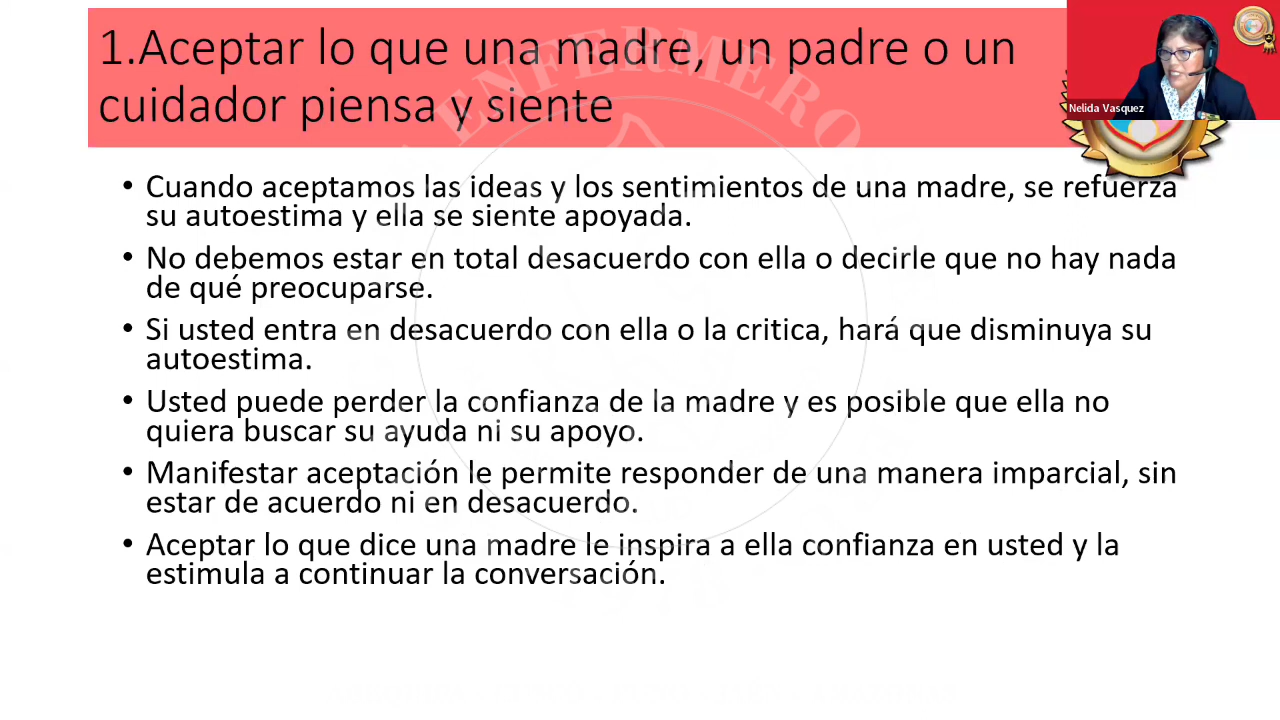 1.Aceptar lo que una madre, un padre o un
cuidador piensa y siente
Nelida Vasquez
• Cuando aceptamos las ideas y los sentimientos de una madre, se refuerza
su autoestima y ella se siente apoyada.
• No debemos estar en total desacuerdo con ella o decirle que no hay nada
de qué preocuparse.
• Si usted entra en desacuerdo con ella o la critica, hará que disminuya su
autoestima.
• Usted puede perder la confianza de la madre y es posible que ella no
quiera buscar su ayuda ni su apoyo.
• Manifestar aceptación le permite responder de una manera imparcial, sin
estar de acuerdo ni en desacuerdo.
• Aceptar lo que dice una madre le inspira a ella confianza en usted y la
estimula a continuar la conversación.
ENFERMERO